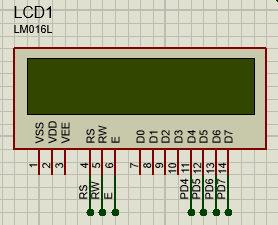 LCD1
LM016L
VSS VDD VEE RS RW E D0 D1 D2 D3 D4 D5 D6 D7
1 2 3 4 5 6 7 8 9 10 11 12 13 14
RS RW E PD4 PD5 PD6 PD7